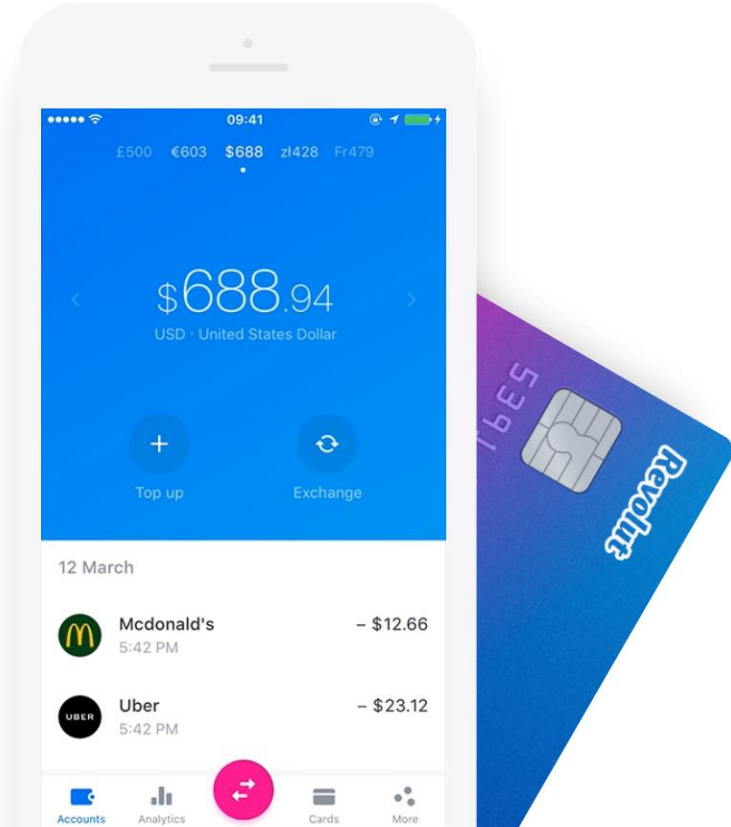 09:41
£500 €603 $688 zł428 Fr479
$688.94
USD · United States Dollar
Top up Exchange
12 March
Mcdonald's – $12.66
5:42 PM
UBER
Uber – $23.12
5:42 PM
Accounts Analytics Cards More
5391
Revolut